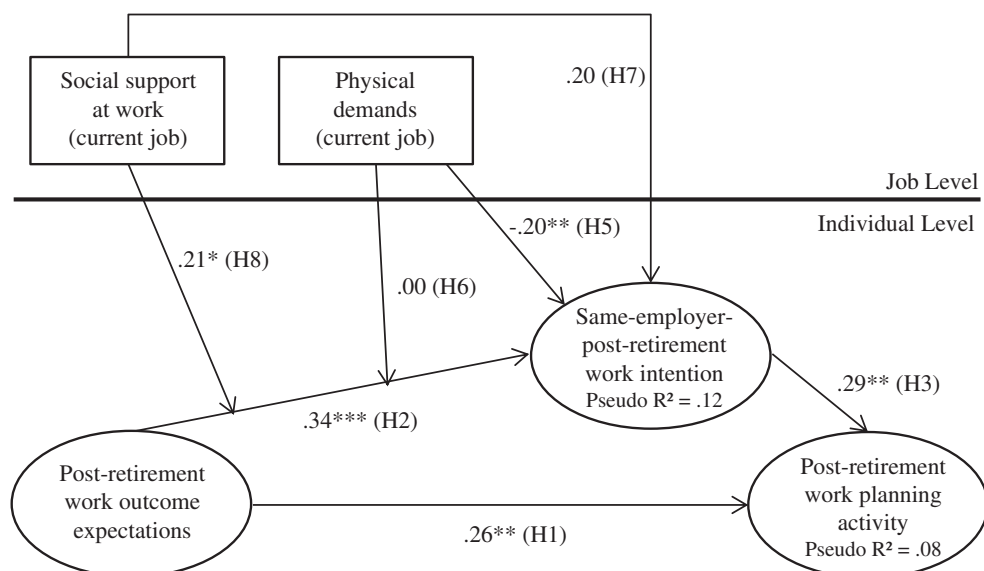 Social support
at work
(current job)
Physical
demands
(current job)
.20 (H7)
Job Level
Individual Level
-.20** (H5)
.21* (H8)
.00 (H6)
Same-employer-
post-retirement
work intention
Pseudo R² = .12
.29** (H3)
.34*** (H2)
Post-retirement
work outcome
expectations
Post-retirement
work planning
activity
Pseudo R² = .08
.26** (H1)